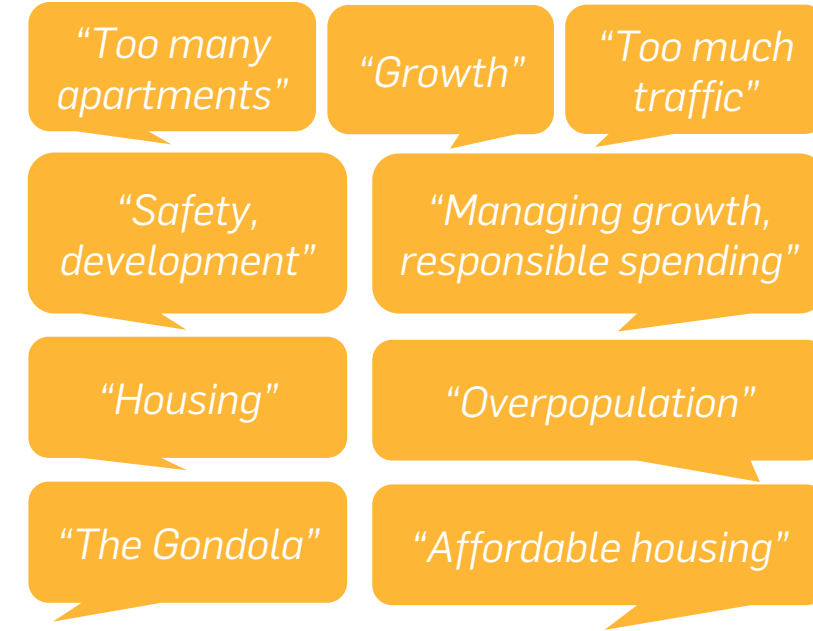 “Too many
apartments”
“Growth”
“Too much
traffic”
“Safety,
development”
“Managing growth,
responsible spending”
“Housing”
“Overpopulation”
“The Gondola”
“Affordable housing”